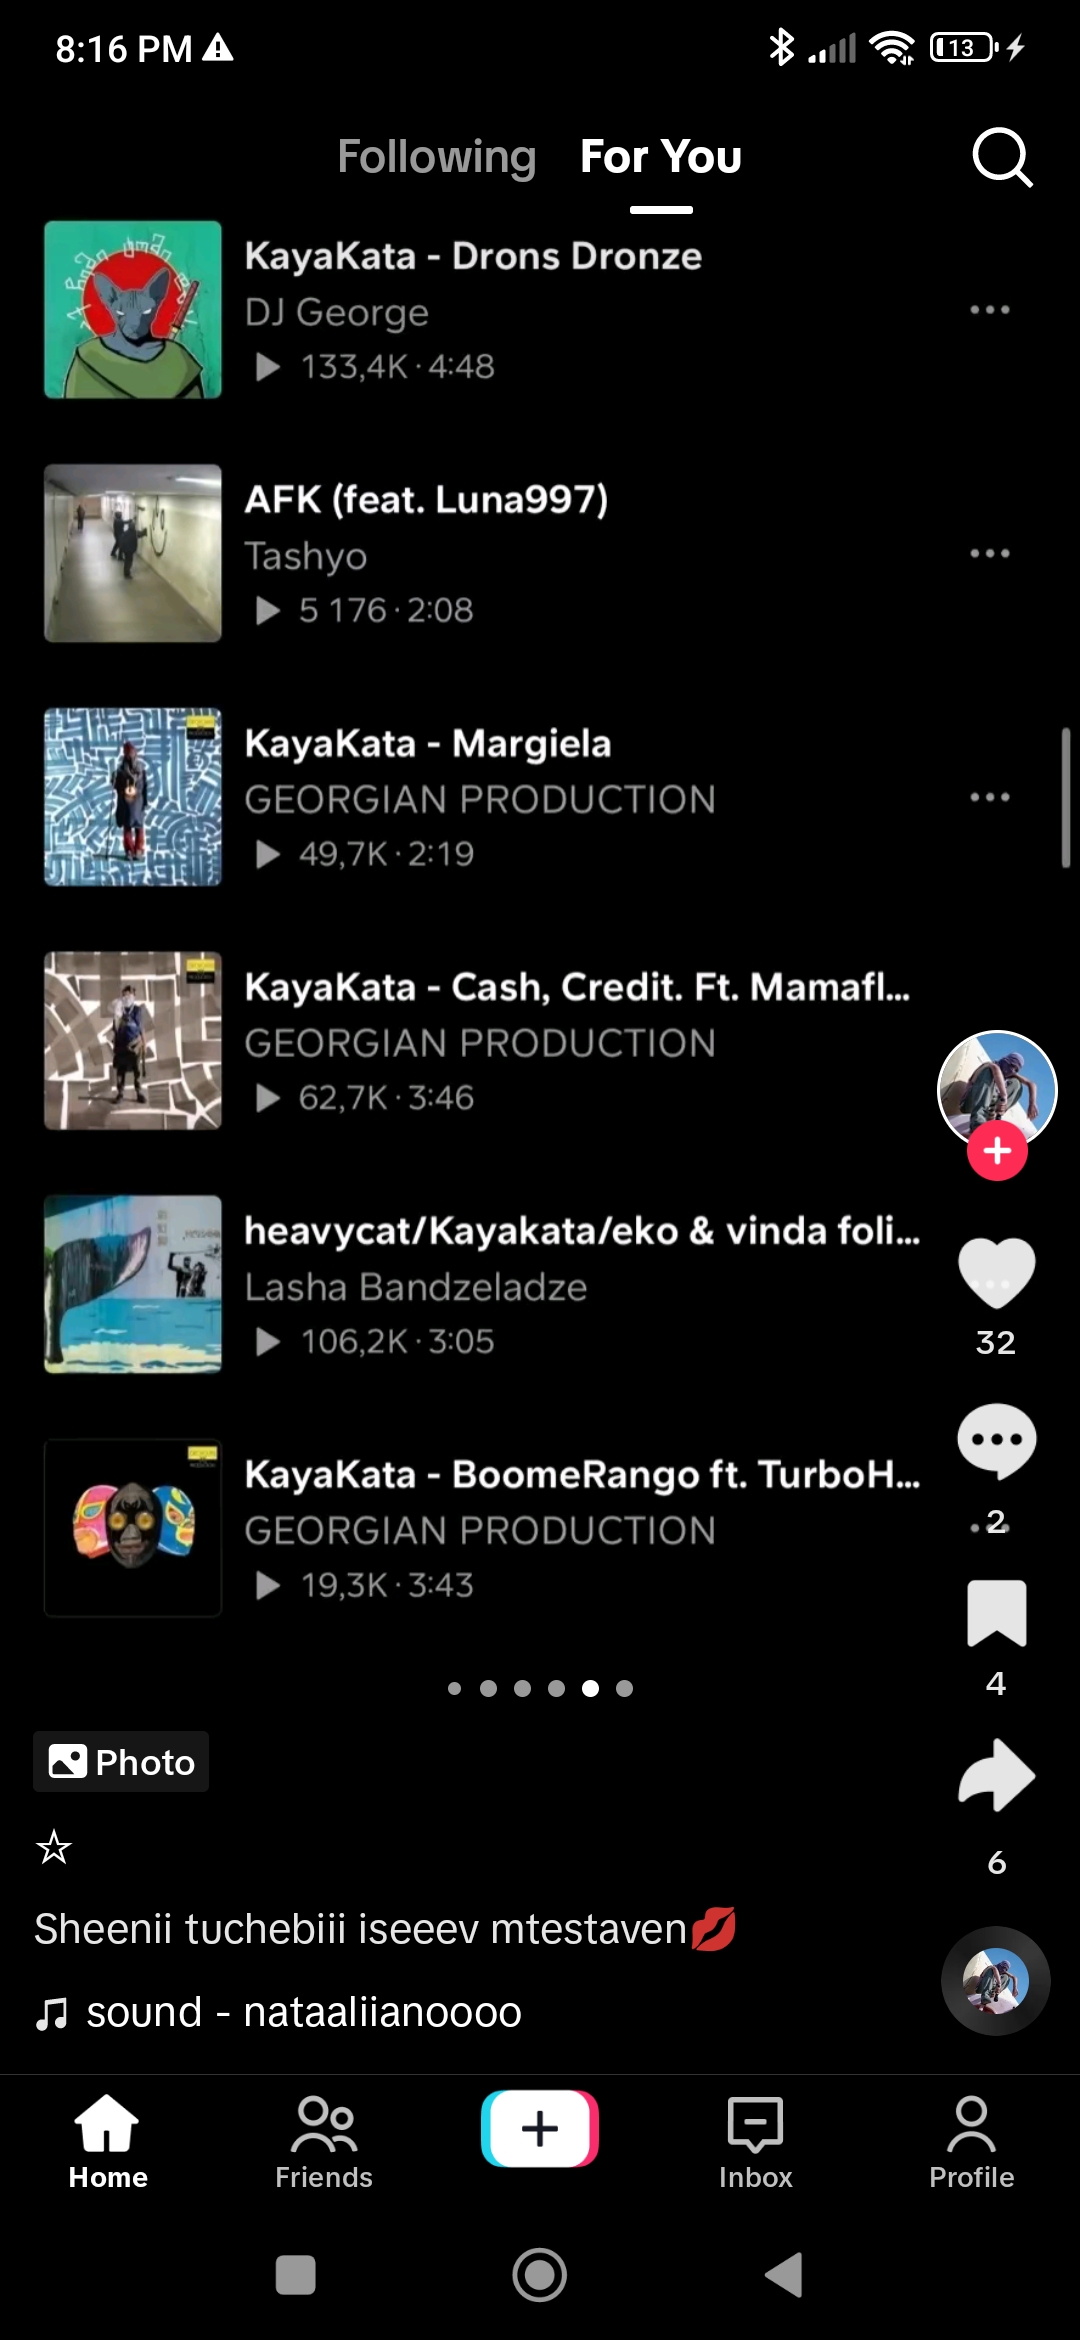 8:16 PM
13
Following For You
KayaKata - Drons Dronze
DJ George
133,4K · 4:48
AFK (feat. Luna997)
Tashyo
5 176 · 2:08
KayaKata - Margiela
GEORGIAN PRODUCTION
49,7K · 2:19
KayaKata - Cash, Credit. Ft. Mamafl...
GEORGIAN PRODUCTION
62,7K · 3:46
heavycat/Kayakata/eko & vinda foli...
Lasha Bandzeladze
106,2K · 3:05
32
KayaKata - BoomeRango ft. TurboH...
GEORGIAN PRODUCTION
19,3K · 3:43
2
4
Photo
6
☆
Sheenii tuchebiii iseeev mtestaven💋
sound - nataaliianoooo
Home Friends Inbox Profile